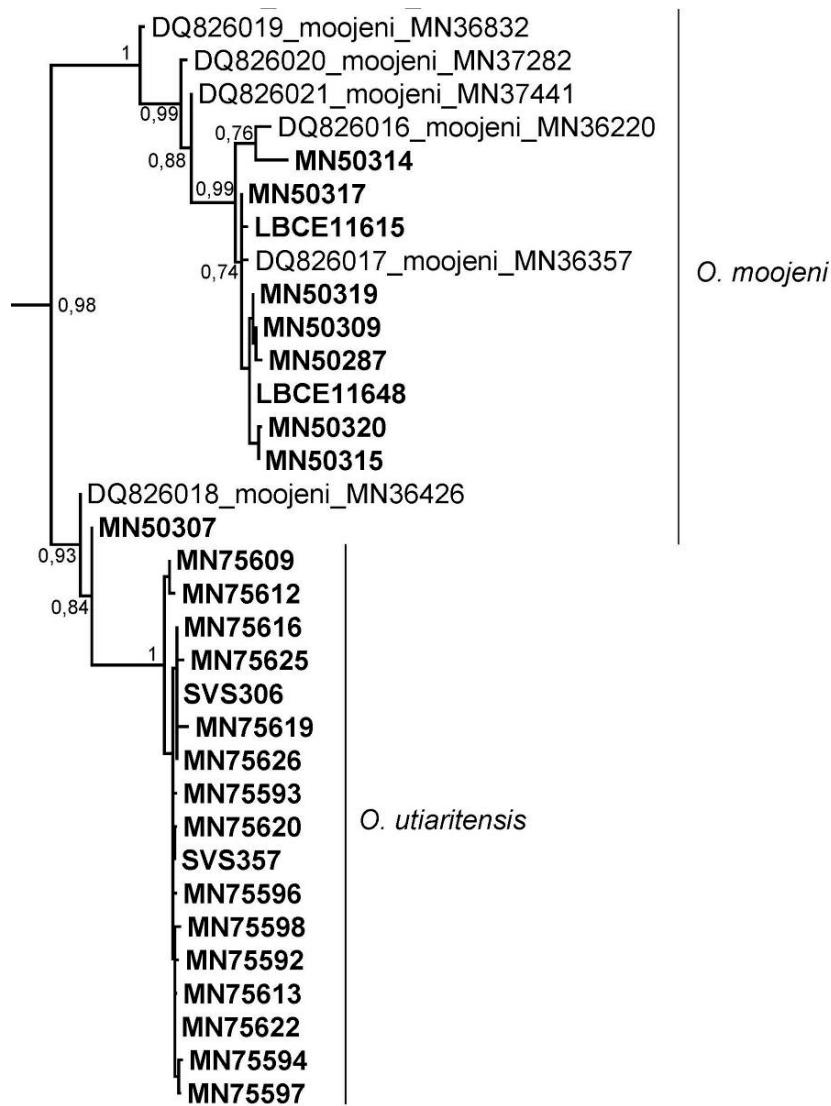 DQ826019_moojeni_MN36832
1
DQ826020_moojeni_MN37282
DQ826021_moojeni_MN37441
0,99
DQ826016_moojeni_MN36220
0,76
0,88
MN50314
0,99
MN50317
LBCE11615
DQ826017_moojeni_MN36357
0,74
O. moojeni
MN50319
0,98
MN50309
MN50287
LBCE11648
MN50320
MN50315
DQ826018_moojeni_MN36426
MN50307
0,93
MN75609
MN75612
0,84
MN75616
1
MN75625
SVS306
MN75619
MN75626
MN75593
O. utiaritensis
MN75620
SVS357
MN75596
MN75598
MN75592
MN75613
MN75622
MN75594
MN75597